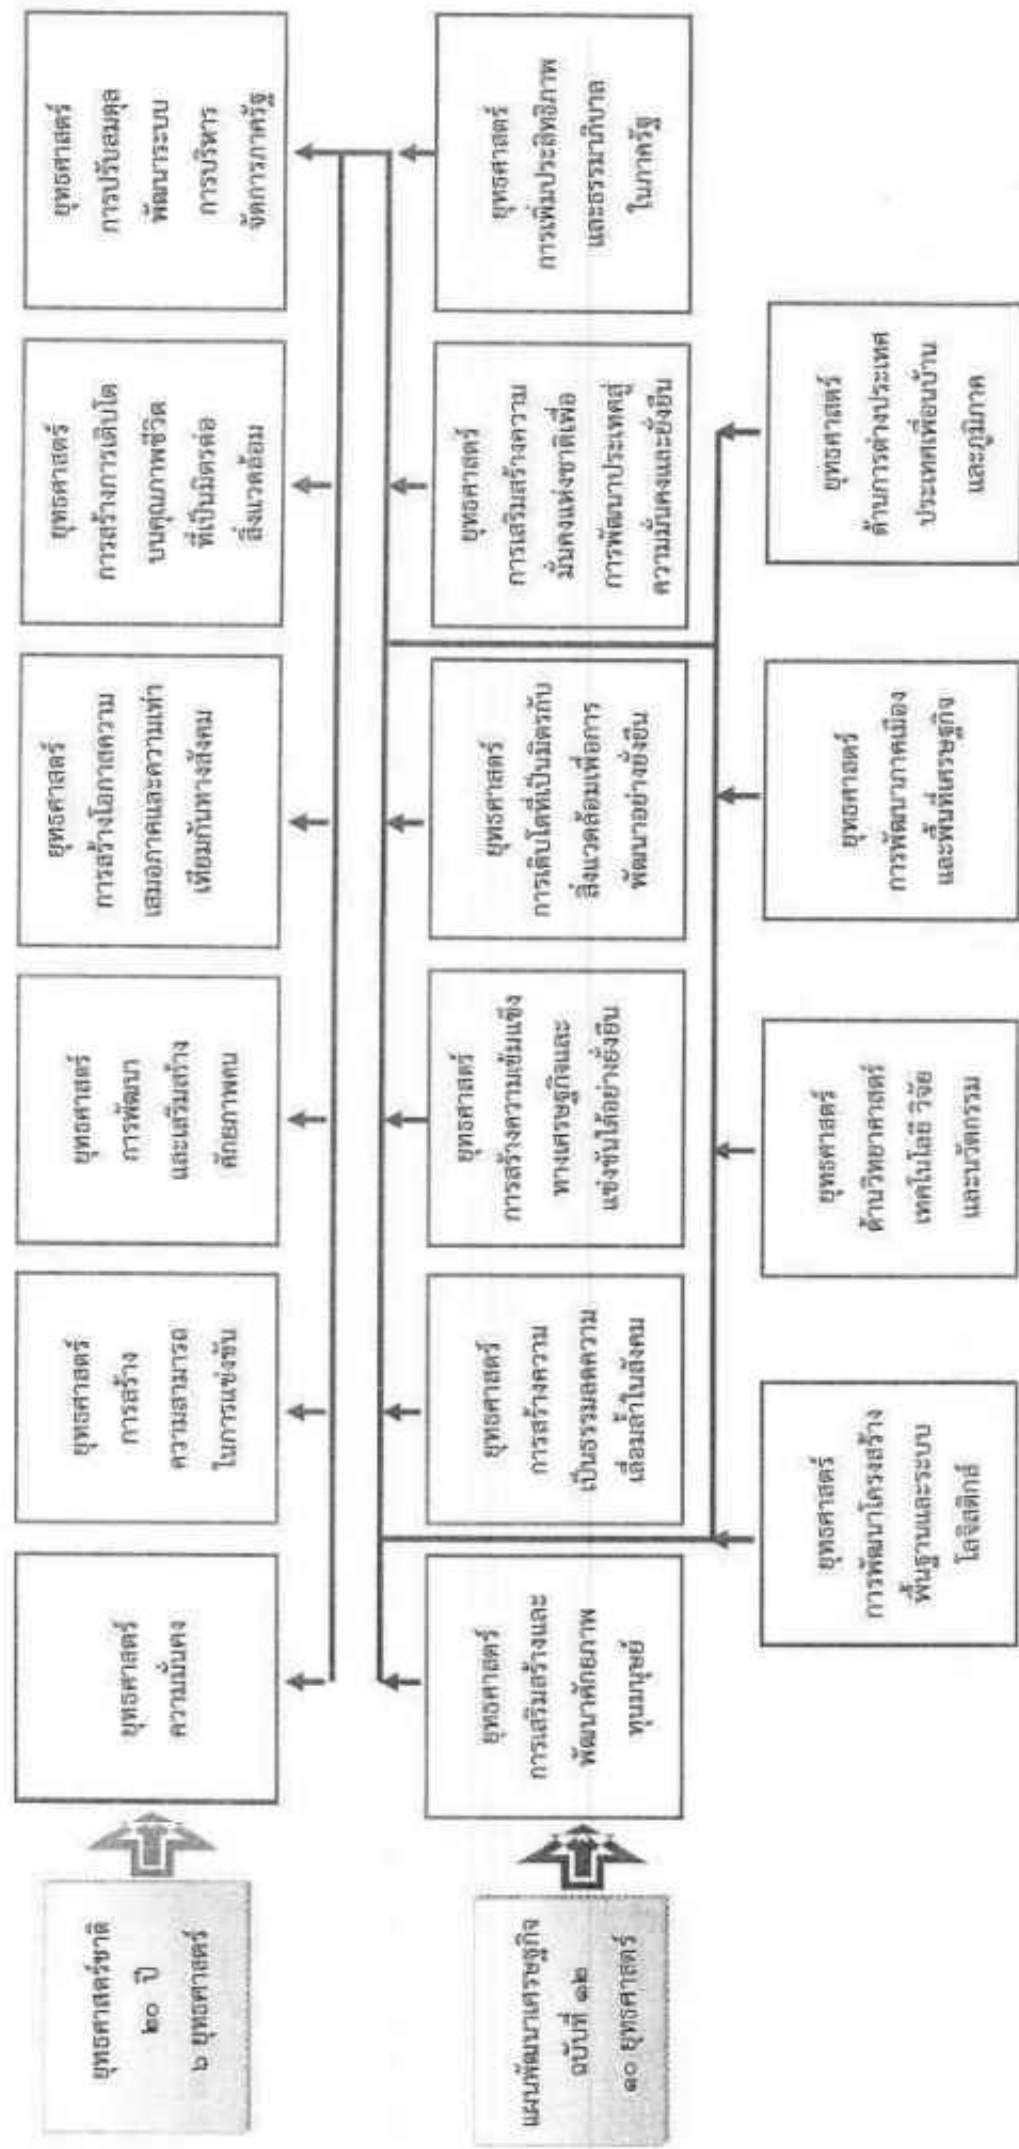 ยุทธศาสตร์ชาติ
๒๐ ปี
๖ ยุทธศาสตร์
ยุทธศาสตร์
ความมั่นคง
ยุทธศาสตร์
การสร้าง
ความสามารถ
ในการแข่งขัน
ยุทธศาสตร์
การพัฒนา
และเสริมสร้าง
ศักยภาพคน
ยุทธศาสตร์
การสร้างโอกาสความ
เสมอภาคและความเท่า
เทียมกันทางสังคม
ยุทธศาสตร์
การสร้างการเติบโต
บนคุณภาพชีวิต
ที่เป็นมิตรต่อ
สิ่งแวดล้อม
ยุทธศาสตร์
การปรับสมดุล
พัฒนาระบบ
การบริหาร
จัดการภาครัฐ
แผนพัฒนาเศรษฐกิจ
ฉบับที่ ๑๒
๑๐ ยุทธศาสตร์
ยุทธศาสตร์
การเสริมสร้างและ
พัฒนาศักยภาพ
ทุนมนุษย์
ยุทธศาสตร์
การสร้างความ
เป็นธรรมลดความ
เลื่อมล้ำในสังคม
ยุทธศาสตร์
การสร้างความเข้มแข็ง
ทางเศรษฐกิจและ
แข่งขันได้อย่างยั่งยืน
ยุทธศาสตร์
การเติบโตที่เป็นมิตรกับ
สิ่งแวดล้อมเพื่อการ
พัฒนาอย่างยั่งยืน
ยุทธศาสตร์
การเสริมสร้างความ
มั่นคงแห่งชาติเพื่อ
การพัฒนาประเทศสู่
ความมั่นคงและยั่งยืน
ยุทธศาสตร์
การเพิ่มประสิทธิภาพ
และธรรมาภิบาล
ในภาครัฐ
ยุทธศาสตร์
การพัฒนาโครงสร้าง
พื้นฐานและระบบ
โลจิสติกส์
ยุทธศาสตร์
ด้านวิทยาศาสตร์
เทคโนโลยี วิจัย
และนวัตกรรม
ยุทธศาสตร์
การพัฒนาภาคเมือง
และพื้นที่เศรษฐกิจ
ยุทธศาสตร์
ด้านการต่างประเทศ
ประเทศเพื่อนบ้าน
และภูมิภาค